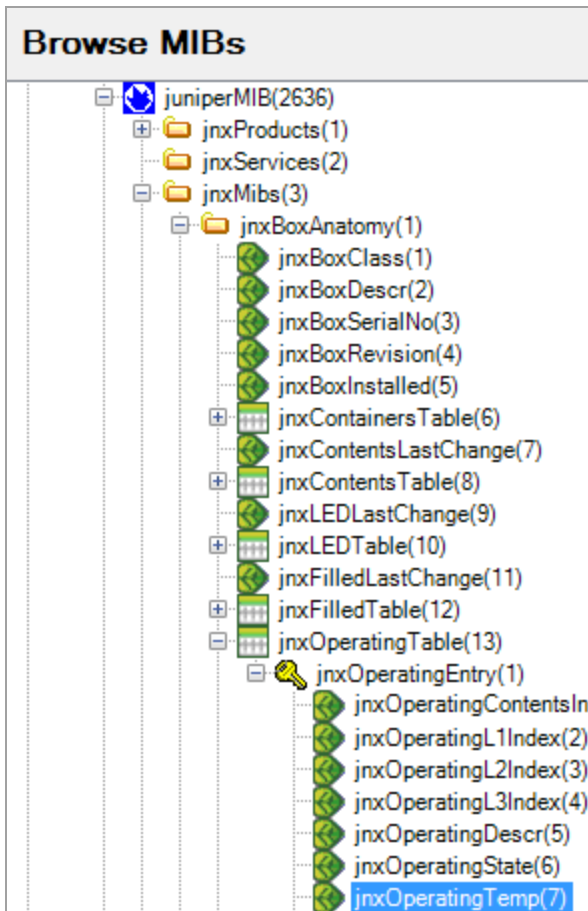 Browse MIBs
juniperMIB(2636)
jnxProducts(1)
jnxServices(2)
jnxMibs(3)
jnxBoxAnatomy(1)
jnxBoxClass(1)
jnxBoxDescr(2)
jnxBoxSerialNo(3)
jnxBoxRevision(4)
jnxBoxInstalled(5)
jnxContainersTable(6)
jnxContentsLastChange(7)
jnxContentsTable(8)
jnxLEDLastChange(9)
jnxLEDTable(10)
jnxFilledLastChange(11)
jnxFilledTable(12)
jnxOperatingTable(13)
jnxOperatingEntry(1)
jnxOperatingContentsIn
jnxOperatingL1Index(2)
jnxOperatingL2Index(3)
jnxOperatingL3Index(4)
jnxOperatingDescr(5)
jnxOperatingState(6)
jnxOperatingTemp(7)